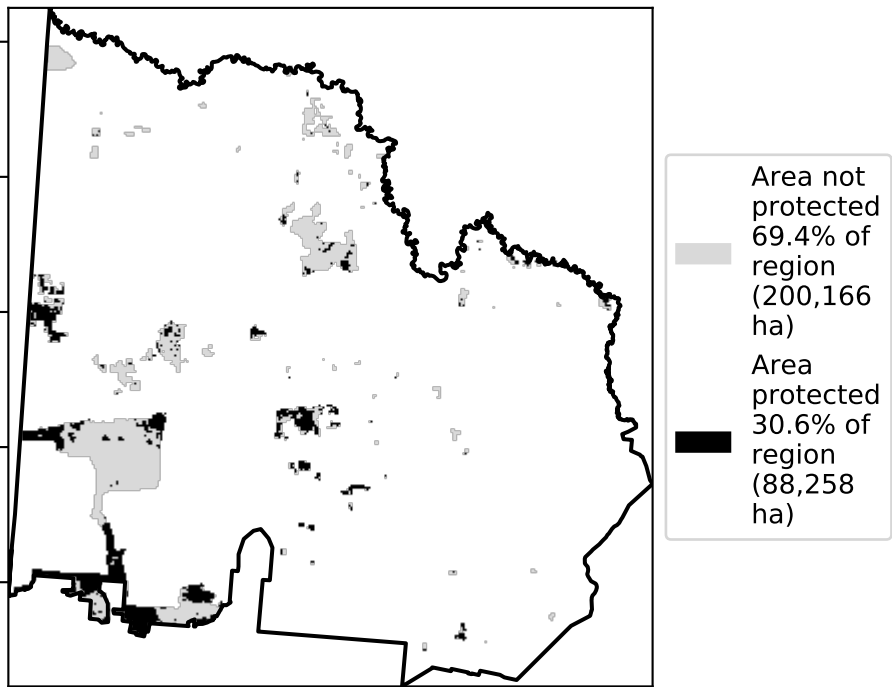 Area not
protected
69.4% of
region
(200,166
ha)
Area
protected
30.6% of
region
(88,258
ha)